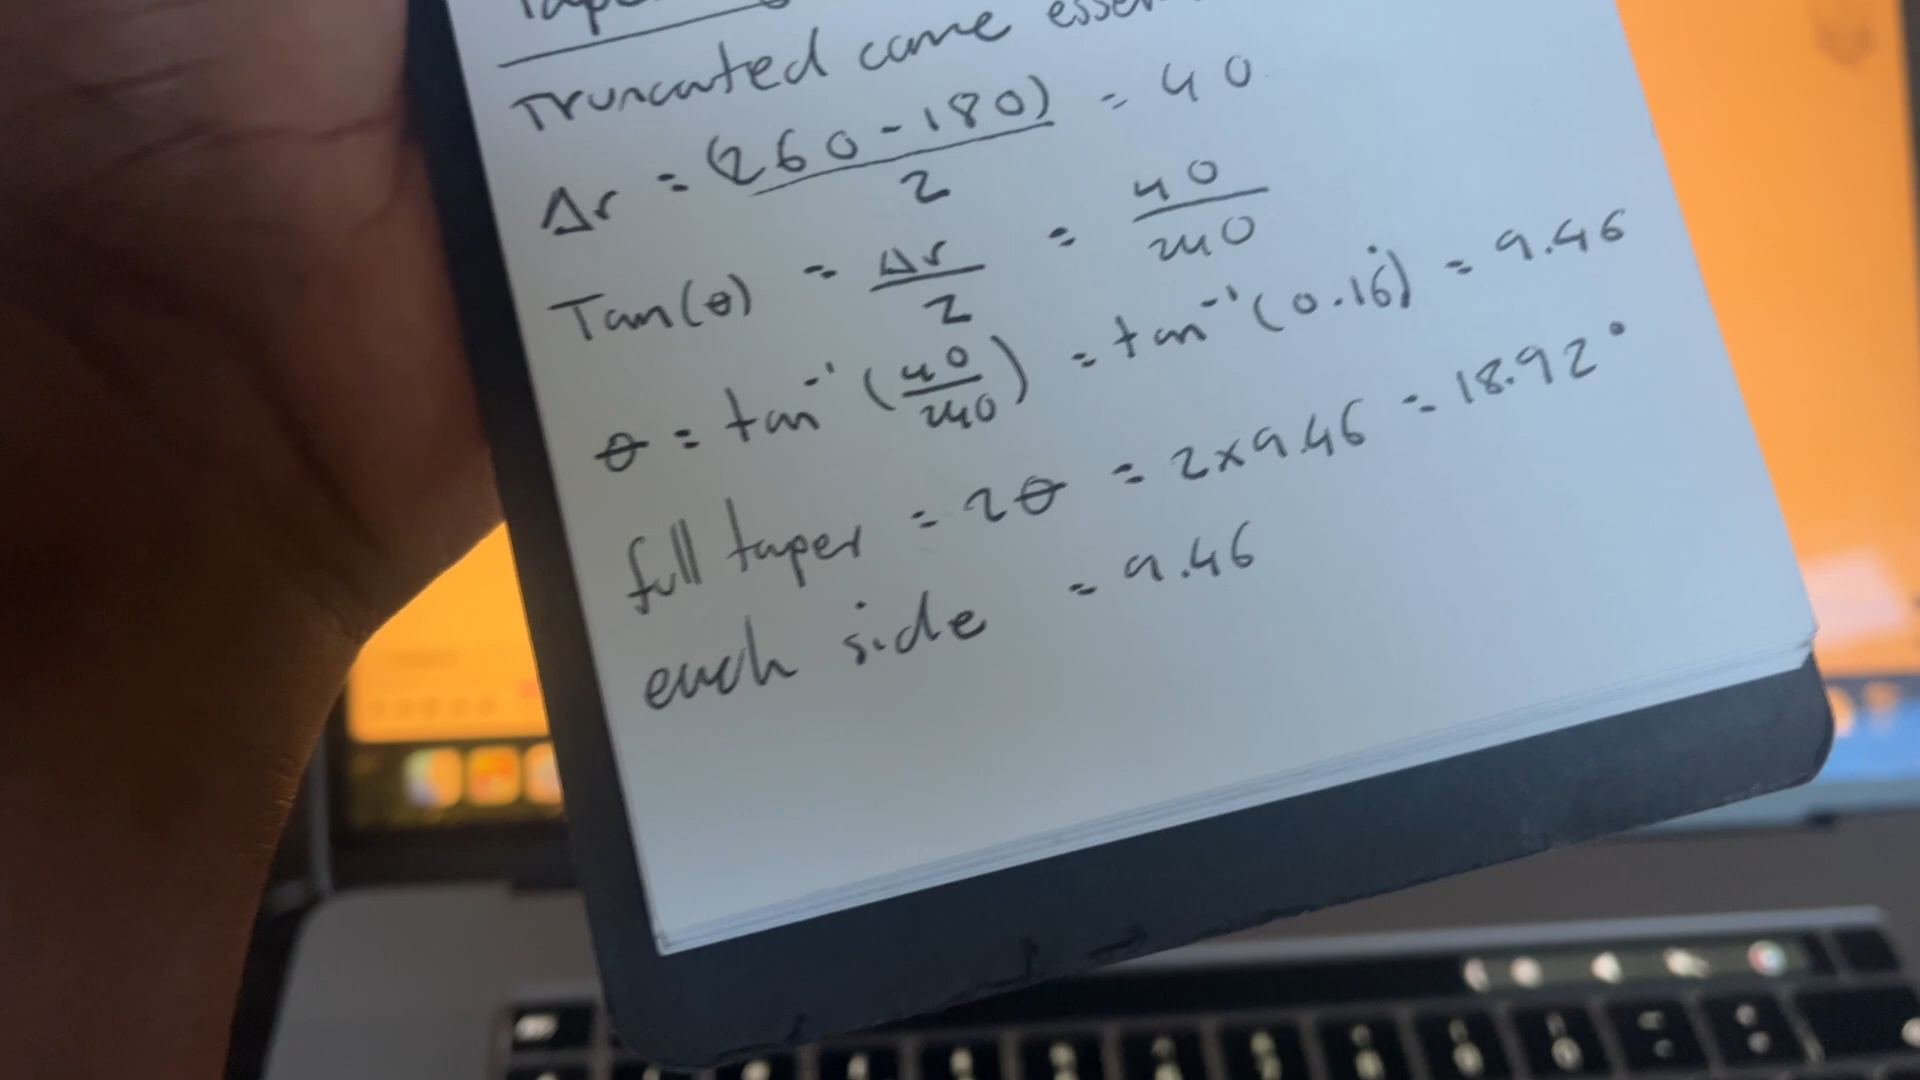 Truncated cone
Δr = (260-180)/2 = 40
Tan(θ) = Δr/2 = 40/240
θ = tan⁻¹(40/240) = tan⁻¹(0.16̇) = 9.46
full taper = 2θ = 2×9.46 = 18.92°
each side = 9.46